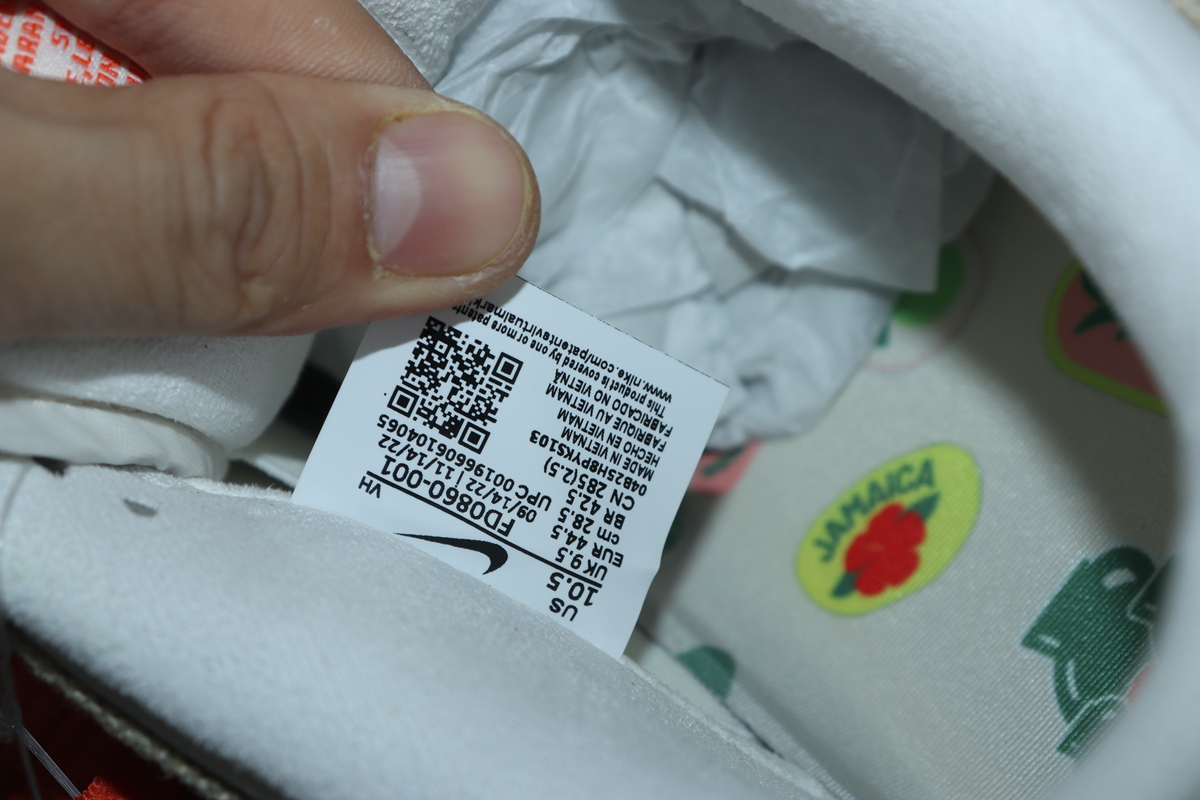 US
10.5
UK 9.5
EUR 44.5
cm 28.5
BR 42.5
CN 285(2.5)
04B25H8PYKS103
MADE IN VIETNAM
HECHO EN VIETNAM
FABRIQUE AU VIETNAM
FABRICADO NO VIETNA
FD0860-001
VH
09/14/22 | 11/14/22
UPC 00196606104065
This product is covered by one or more patents
www.nike.com/patentsvirtualmark
JAMAICA